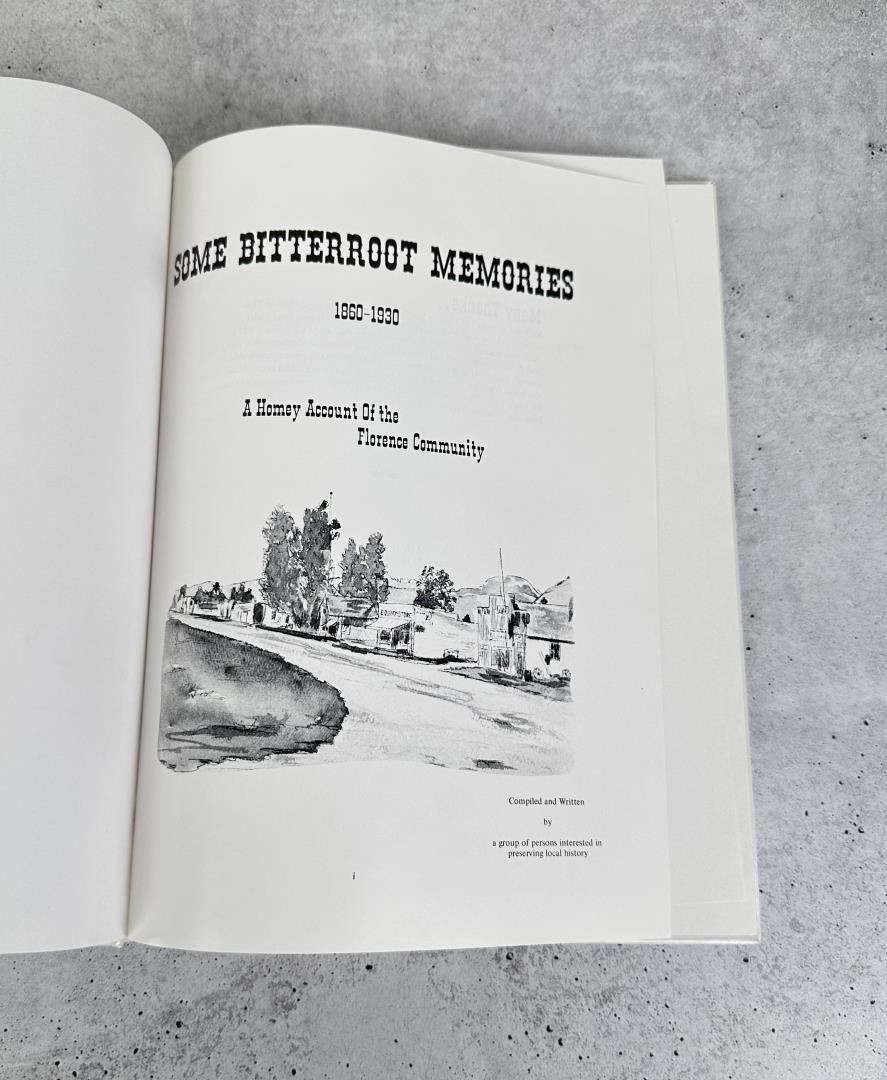 SOME BITTERROOT MEMORIES
1860-1930
A Homey Account Of the
Florence Community
Compiled and Written
by
a group of persons interested in
preserving local history
i